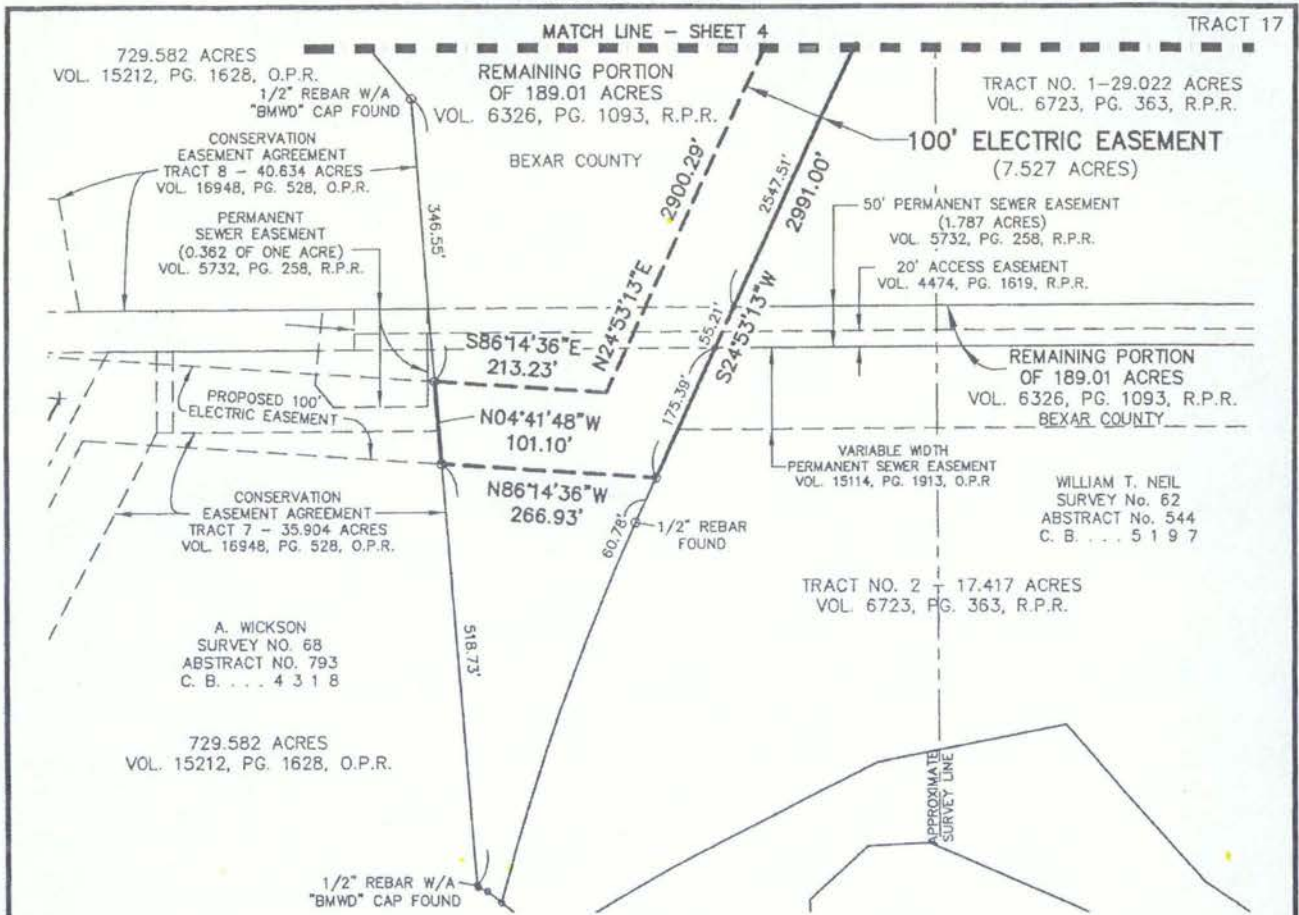 TRACT 17
MATCH LINE – SHEET 4
729.582 ACRES
VOL. 15212, PG. 1628, O.P.R.
1/2" REBAR W/A
"BMWD" CAP FOUND
REMAINING PORTION
OF 189.01 ACRES
VOL. 6326, PG. 1093, R.P.R.
BEXAR COUNTY
TRACT NO. 1-29.022 ACRES
VOL. 6723, PG. 363, R.P.R.
100' ELECTRIC EASEMENT
(7.527 ACRES)
CONSERVATION
EASEMENT AGREEMENT
TRACT 8 – 40.634 ACRES
VOL. 16948, PG. 528, O.P.R.
PERMANENT
SEWER EASEMENT
(0.362 OF ONE ACRE)
VOL. 5732, PG. 258, R.P.R.
346.55'
2900.29'
N24°53'13"E
2547.51'
2991.00'
S24°53'13"W
55.21'
175.39'
50' PERMANENT SEWER EASEMENT
(1.787 ACRES)
VOL. 5732, PG. 258, R.P.R.
20' ACCESS EASEMENT
VOL. 4474, PG. 1619, R.P.R.
S86°14'36"E
213.23'
REMAINING PORTION
OF 189.01 ACRES
VOL. 6326, PG. 1093, R.P.R.
BEXAR COUNTY
PROPOSED 100'
ELECTRIC EASEMENT
N04°41'48"W
101.10'
VARIABLE WIDTH
PERMANENT SEWER EASEMENT
VOL. 15114, PG. 1913, O.P.R
N86°14'36"W
266.93'
WILLIAM T. NEIL
SURVEY No. 62
ABSTRACT No. 544
C. B. . . . 5 1 9 7
CONSERVATION
EASEMENT AGREEMENT
TRACT 7 – 35.904 ACRES
VOL. 16948, PG. 528, O.P.R.
60.78'
1/2" REBAR
FOUND
TRACT NO. 2 – 17.417 ACRES
VOL. 6723, PG. 363, R.P.R.
A. WICKSON
SURVEY NO. 68
ABSTRACT NO. 793
C. B. . . . 4 3 1 8
518.73'
729.582 ACRES
VOL. 15212, PG. 1628, O.P.R.
APPROXIMATE
SURVEY LINE
1/2" REBAR W/A
"BMWD" CAP FOUND